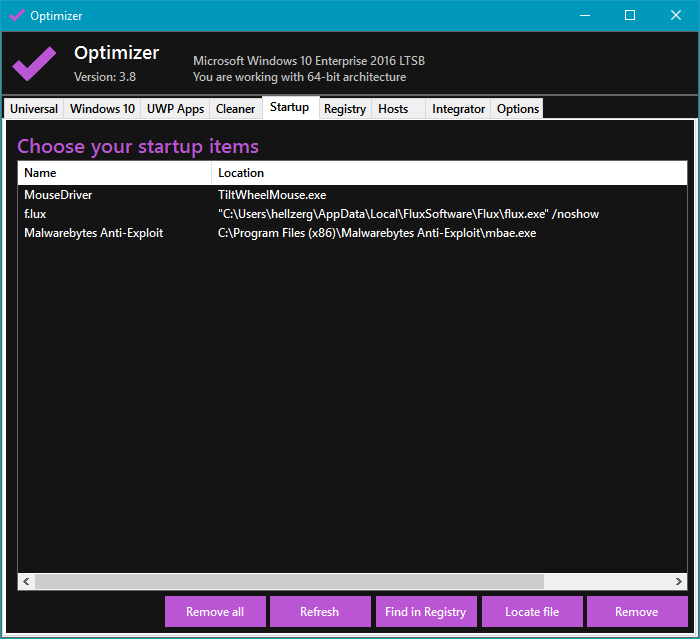 Optimizer
Optimizer
Version: 3.8
Microsoft Windows 10 Enterprise 2016 LTSB
You are working with 64-bit architecture
Universal Windows 10 UWP Apps Cleaner Startup Registry Hosts Integrator Options
Choose your startup items
Name Location
MouseDriver TiltWheelMouse.exe
f.lux "C:\Users\hellzerg\AppData\Local\FluxSoftware\Flux\flux.exe" /noshow
Malwarebytes Anti-Exploit C:\Program Files (x86)\Malwarebytes Anti-Exploit\mbae.exe
Remove all Refresh Find in Registry Locate file Remove